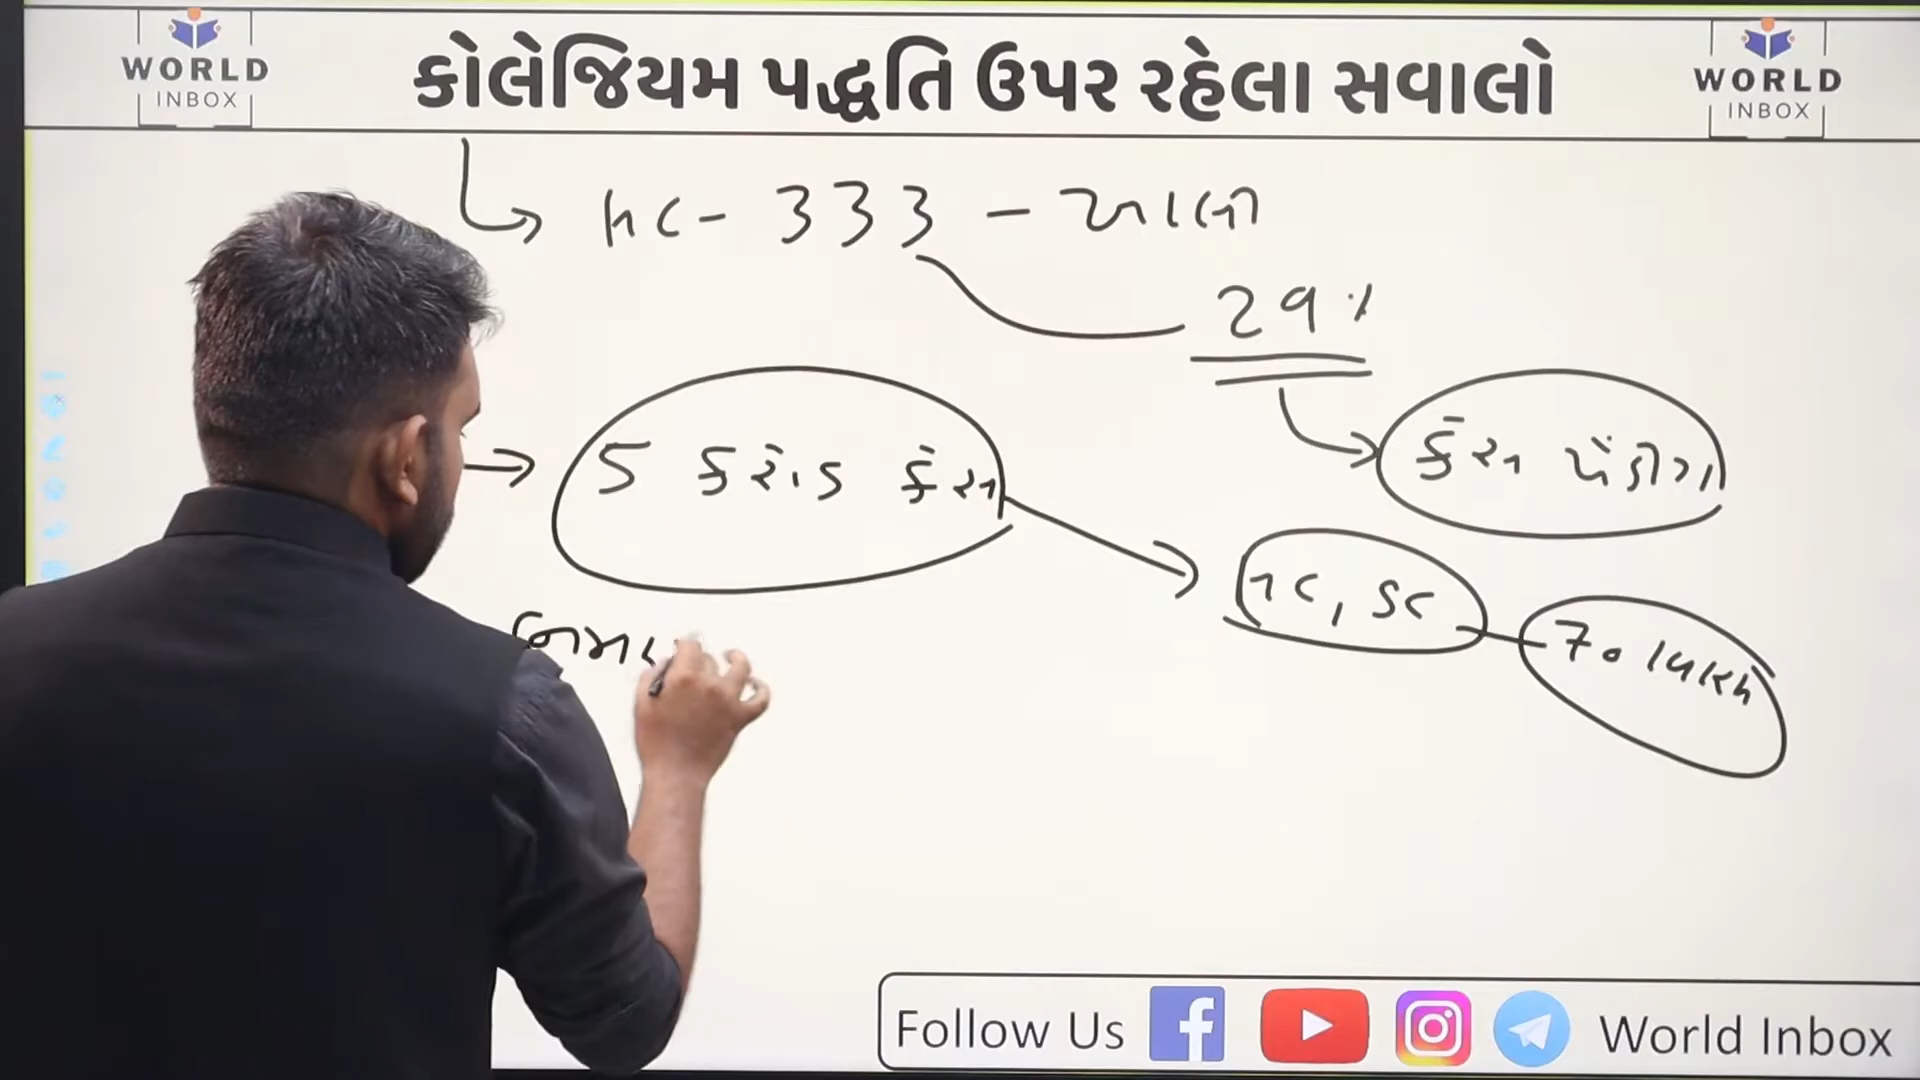 WORLD
INBOX
કોલેજિયમ પદ્ધતિ ઉપર રહેલા સવાલો
WORLD
INBOX
HC - 333 - ખાલી
29 %
5 કરોડ કેસ
કેસ પેંડીંગ
HC, SC
70 લાખ
Follow Us
World Inbox